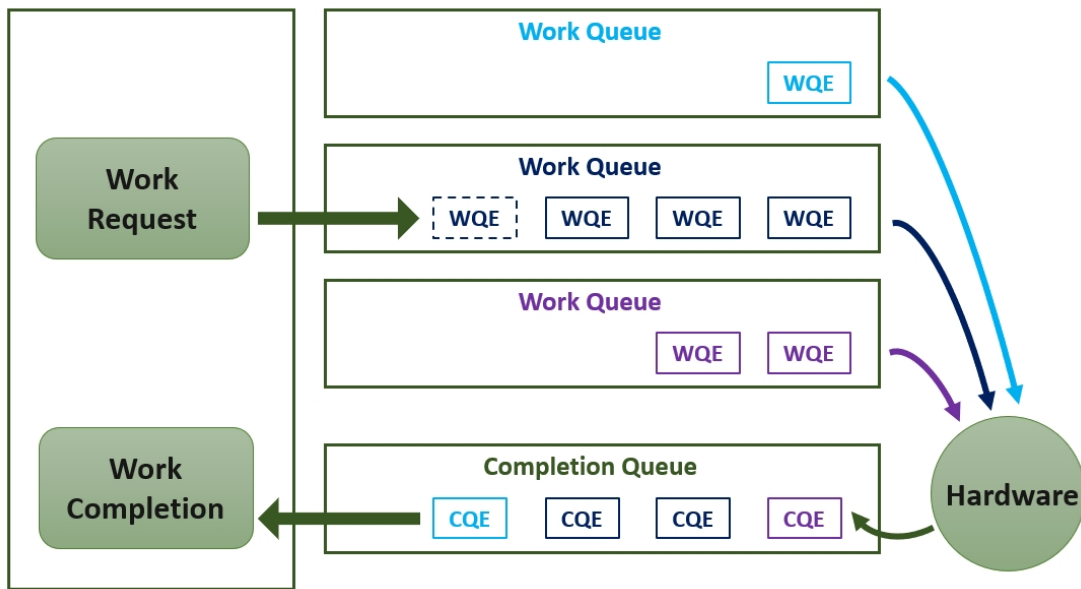 Work Queue
WQE
Work
Request
Work Queue
WQE WQE WQE WQE
Work Queue
WQE WQE
Work
Completion
Completion Queue
CQE CQE CQE CQE
Hardware